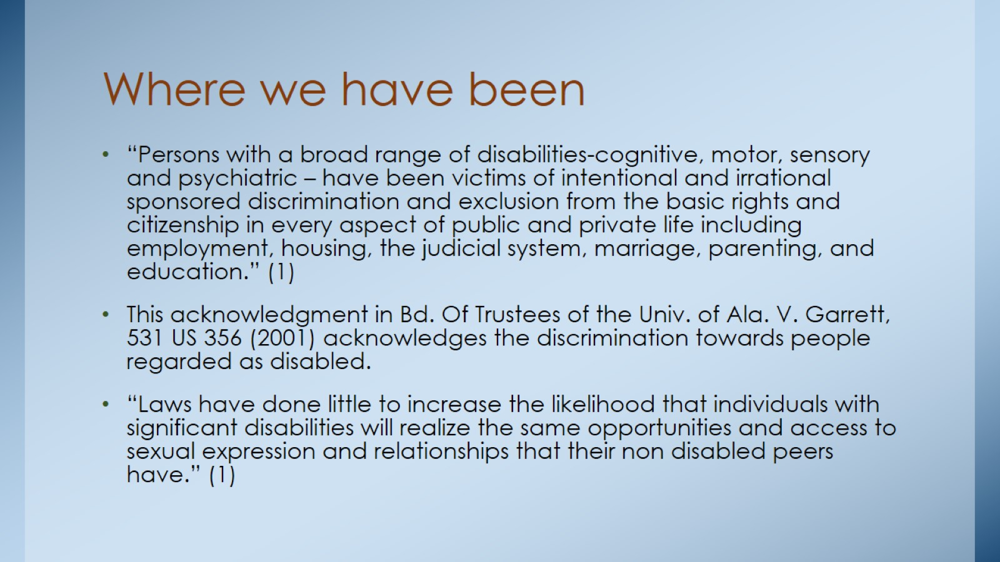 Where we have been
• “Persons with a broad range of disabilities-cognitive, motor, sensory
and psychiatric – have been victims of intentional and irrational
sponsored discrimination and exclusion from the basic rights and
citizenship in every aspect of public and private life including
employment, housing, the judicial system, marriage, parenting, and
education.” (1)
• This acknowledgment in Bd. Of Trustees of the Univ. of Ala. V. Garrett,
531 US 356 (2001) acknowledges the discrimination towards people
regarded as disabled.
• “Laws have done little to increase the likelihood that individuals with
significant disabilities will realize the same opportunities and access to
sexual expression and relationships that their non disabled peers
have.” (1)